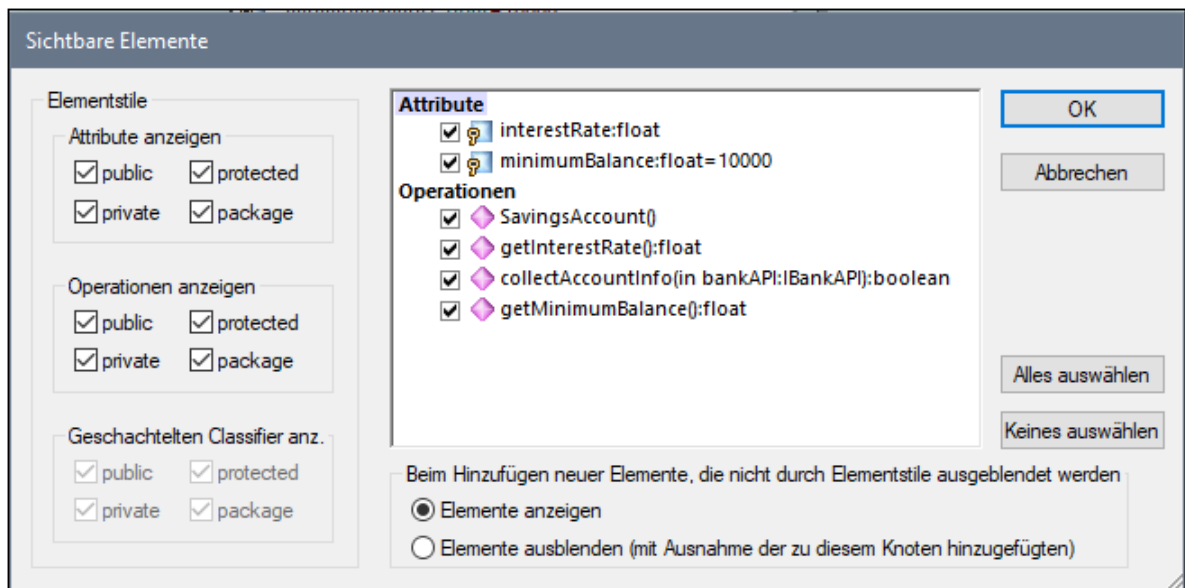 Sichtbare Elemente
Elementstile
Attribute anzeigen
public protected
private package
Operationen anzeigen
public protected
private package
Geschachtelten Classifier anz.
public protected
private package
Attribute
interestRate:float
minimumBalance:float=10000
Operationen
SavingsAccount()
getInterestRate():float
collectAccountInfo(in bankAPI:IBankAPI):boolean
getMinimumBalance():float
Beim Hinzufügen neuer Elemente, die nicht durch Elementstile ausgeblendet werden
Elemente anzeigen
Elemente ausblenden (mit Ausnahme der zu diesem Knoten hinzugefügten)
OK
Abbrechen
Alles auswählen
Keines auswählen